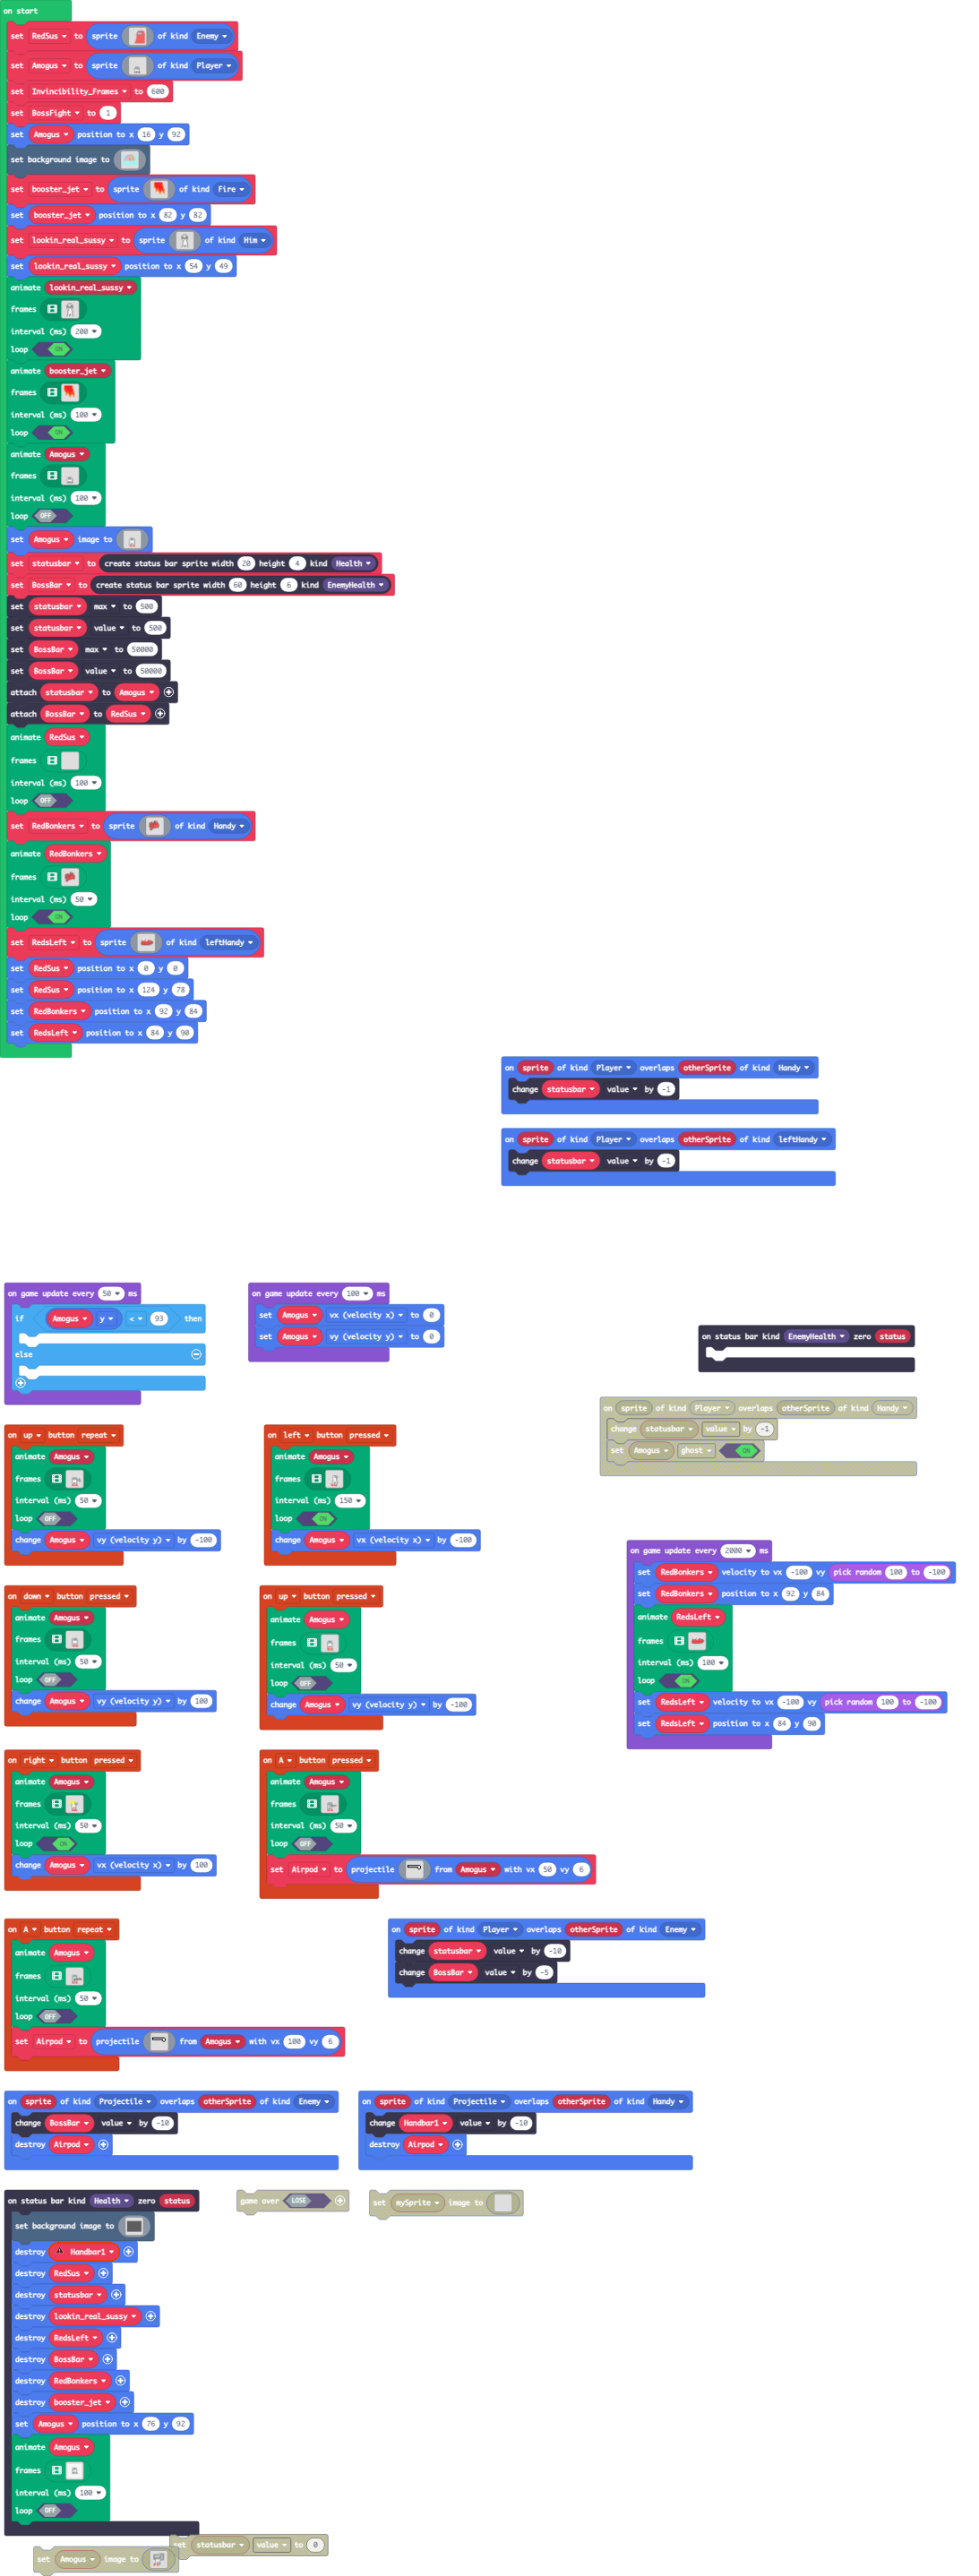 on start
set RedSus to sprite of kind Enemy
set Amogus to sprite of kind Player
set Invincibility_Frames to 600
set BossFight to 1
set Amogus position to x 16 y 92
set background image to
set booster_jet to sprite of kind Fire
set booster_jet position to x 82 y 82
set lookin_real_sussy to sprite of kind Him
set lookin_real_sussy position to x 54 y 49
animate lookin_real_sussy
frames
interval (ms) 200
loop ON
animate booster_jet
frames
interval (ms) 100
loop ON
animate Amogus
frames
interval (ms) 100
loop OFF
set Amogus image to
set statusbar to create status bar sprite width 20 height 4 kind Health
set BossBar to create status bar sprite width 60 height 6 kind EnemyHealth
set statusbar max to 500
set statusbar value to 500
set BossBar max to 50000
set BossBar value to 50000
attach statusbar to Amogus
attach BossBar to RedSus
animate RedSus
frames
interval (ms) 100
loop OFF
set RedBonkers to sprite of kind Handy
animate RedBonkers
frames
interval (ms) 50
loop ON
set RedsLeft to sprite of kind leftHandy
set RedSus position to x 0 y 0
set RedSus position to x 124 y 78
set RedBonkers position to x 92 y 84
set RedsLeft position to x 84 y 90
on sprite of kind Player overlaps otherSprite of kind Handy
change statusbar value by -1
on sprite of kind Player overlaps otherSprite of kind leftHandy
change statusbar value by -1
on game update every 50 ms
if Amogus y < 93 then
else
on game update every 100 ms
set Amogus vx (velocity x) to 0
set Amogus vy (velocity y) to 0
on status bar kind EnemyHealth zero status
on sprite of kind Player overlaps otherSprite of kind Handy
change statusbar value by -1
set Amogus ghost ON
on up button repeat
animate Amogus
frames
interval (ms) 50
loop OFF
change Amogus vy (velocity y) by -100
on left button pressed
animate Amogus
frames
interval (ms) 150
loop ON
change Amogus vx (velocity x) by -100
on game update every 2000 ms
set RedBonkers velocity to vx -100 vy pick random 100 to -100
set RedBonkers position to x 92 y 84
animate RedsLeft
frames
interval (ms) 100
loop ON
set RedsLeft velocity to vx -100 vy pick random 100 to -100
set RedsLeft position to x 84 y 90
on down button pressed
animate Amogus
frames
interval (ms) 50
loop OFF
change Amogus vy (velocity y) by 100
on up button pressed
animate Amogus
frames
interval (ms) 50
loop OFF
change Amogus vy (velocity y) by -100
on right button pressed
animate Amogus
frames
interval (ms) 50
loop ON
change Amogus vx (velocity x) by 100
on A button pressed
animate Amogus
frames
interval (ms) 50
loop OFF
set Airpod to projectile from Amogus with vx 50 vy 6
on A button repeat
animate Amogus
frames
interval (ms) 50
loop OFF
set Airpod to projectile from Amogus with vx 100 vy 6
on sprite of kind Player overlaps otherSprite of kind Enemy
change statusbar value by -10
change BossBar value by -5
on sprite of kind Projectile overlaps otherSprite of kind Enemy
change BossBar value by -10
destroy Airpod
on sprite of kind Projectile overlaps otherSprite of kind Handy
change Handbar1 value by -10
destroy Airpod
on status bar kind Health zero status
set background image to
destroy Handbar1
destroy RedSus
destroy statusbar
destroy lookin_real_sussy
destroy RedsLeft
destroy BossBar
destroy RedBonkers
destroy booster_jet
set Amogus position to x 76 y 92
animate Amogus
frames
interval (ms) 100
loop OFF
game over LOSE
set mySprite image to
set statusbar value to 0
set Amogus image to